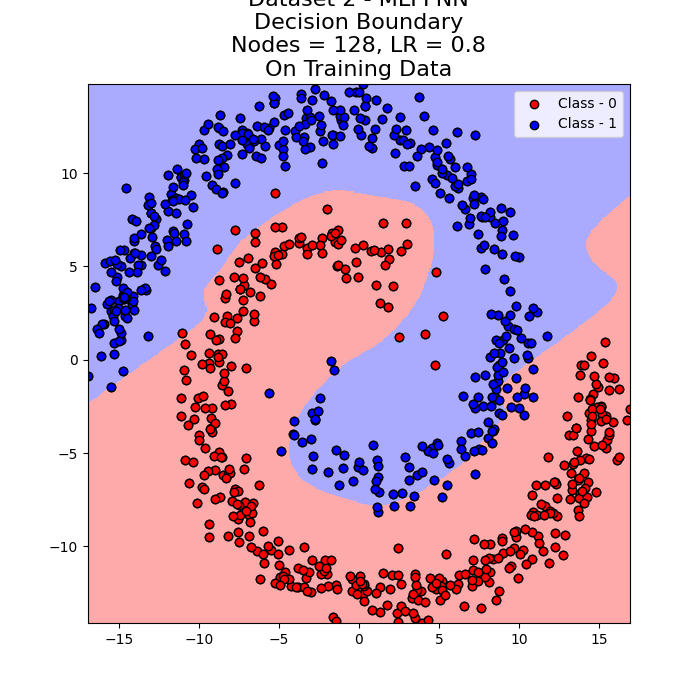 Dataset 2 - MLFFNN
Decision Boundary
Nodes = 128, LR = 0.8
On Training Data
Class - 0
Class - 1
10
5
0
−5
−10
−15
−10
−5
0
5
10
15